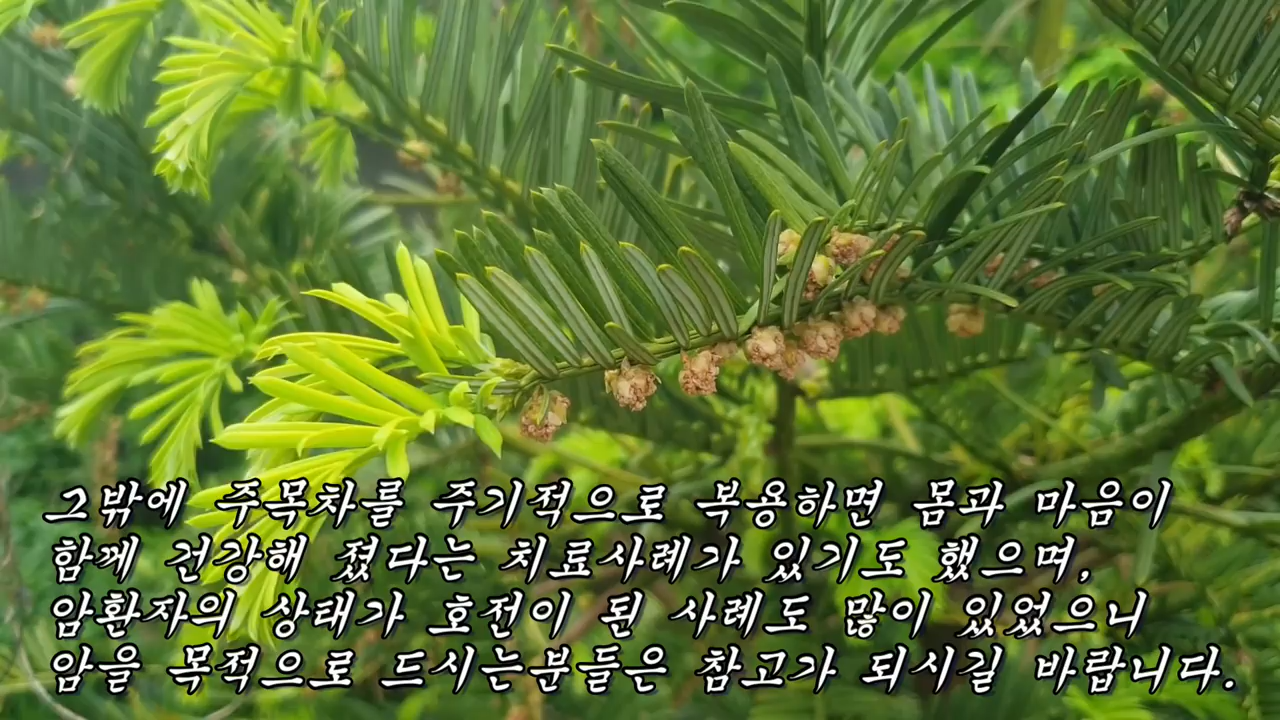 그밖에 주목차를 주기적으로 복용하면 몸과 마음이
함께 건강해 졌다는 치료사례가 있기도 했으며,
암환자의 상태가 호전이 된 사례도 많이 있었으니
암을 목적으로 드시는분들은 참고가 되시길 바랍니다.